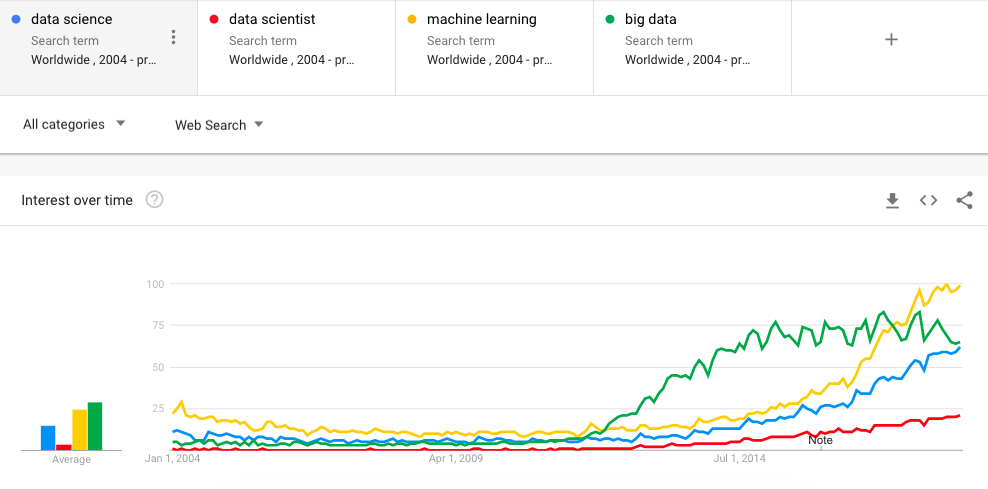 data science
Search term
Worldwide , 2004 - pr...
data scientist
Search term
Worldwide , 2004 - pr...
machine learning
Search term
Worldwide , 2004 - pr...
big data
Search term
Worldwide , 2004 - pr...
All categories
Web Search
Interest over time
100
75
50
25
Note
Average
Jan 1, 2004
Apr 1, 2009
Jul 1, 2014